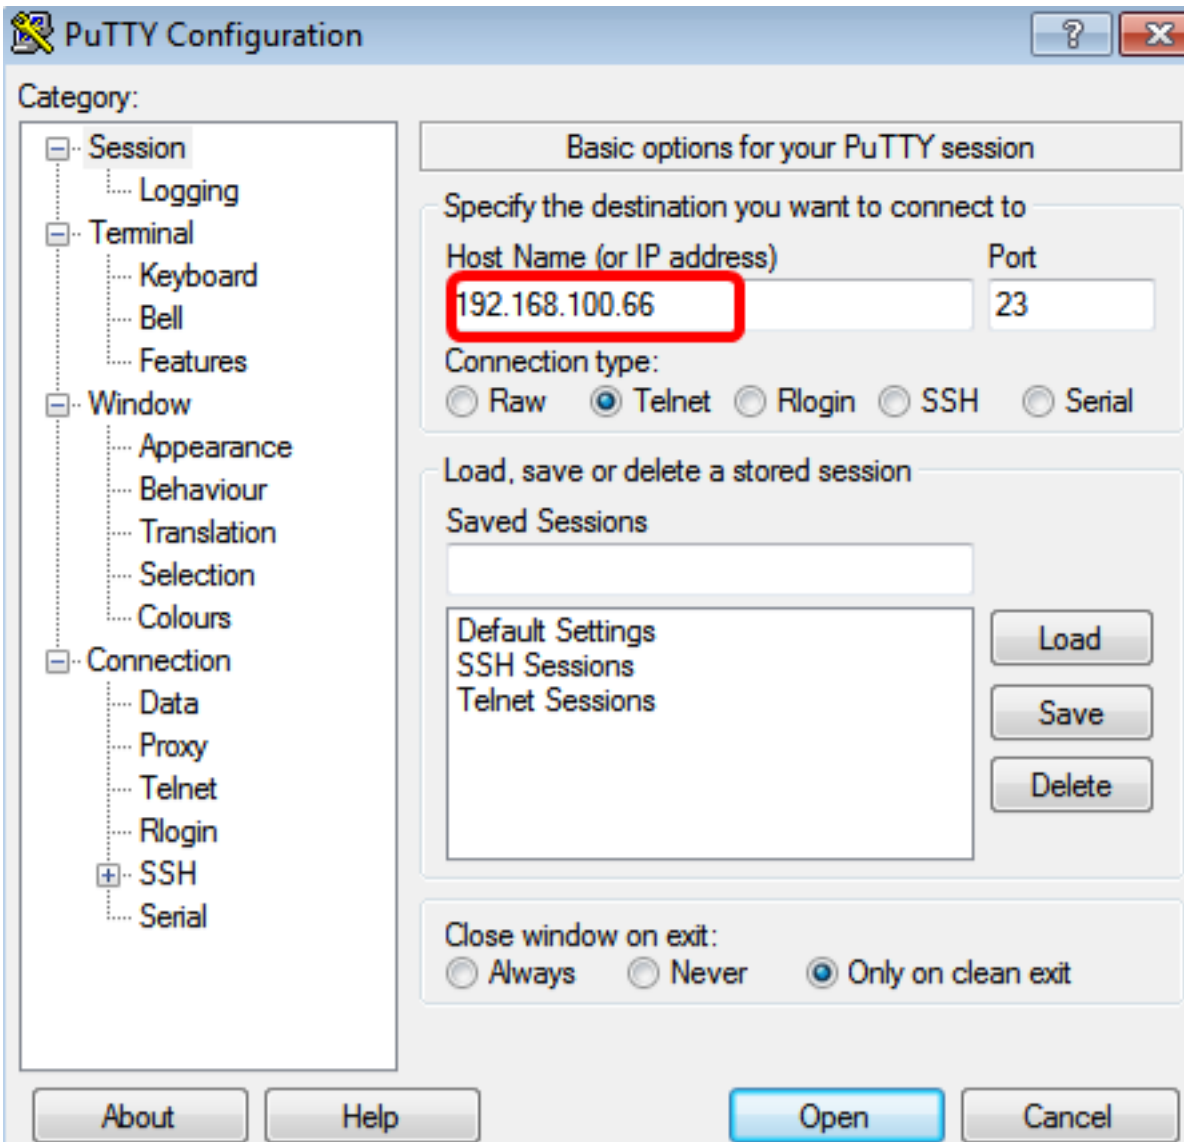 PuTTY Configuration
?
Category:
Session
Logging
Terminal
Keyboard
Bell
Features
Window
Appearance
Behaviour
Translation
Selection
Colours
Connection
Data
Proxy
Telnet
Rlogin
SSH
Serial
Basic options for your PuTTY session
Specify the destination you want to connect to
Host Name (or IP address) Port
192.168.100.66 23
Connection type:
Raw Telnet Rlogin SSH Serial
Load, save or delete a stored session
Saved Sessions
Default Settings
SSH Sessions
Telnet Sessions
Load
Save
Delete
Close window on exit:
Always Never Only on clean exit
About Help Open Cancel